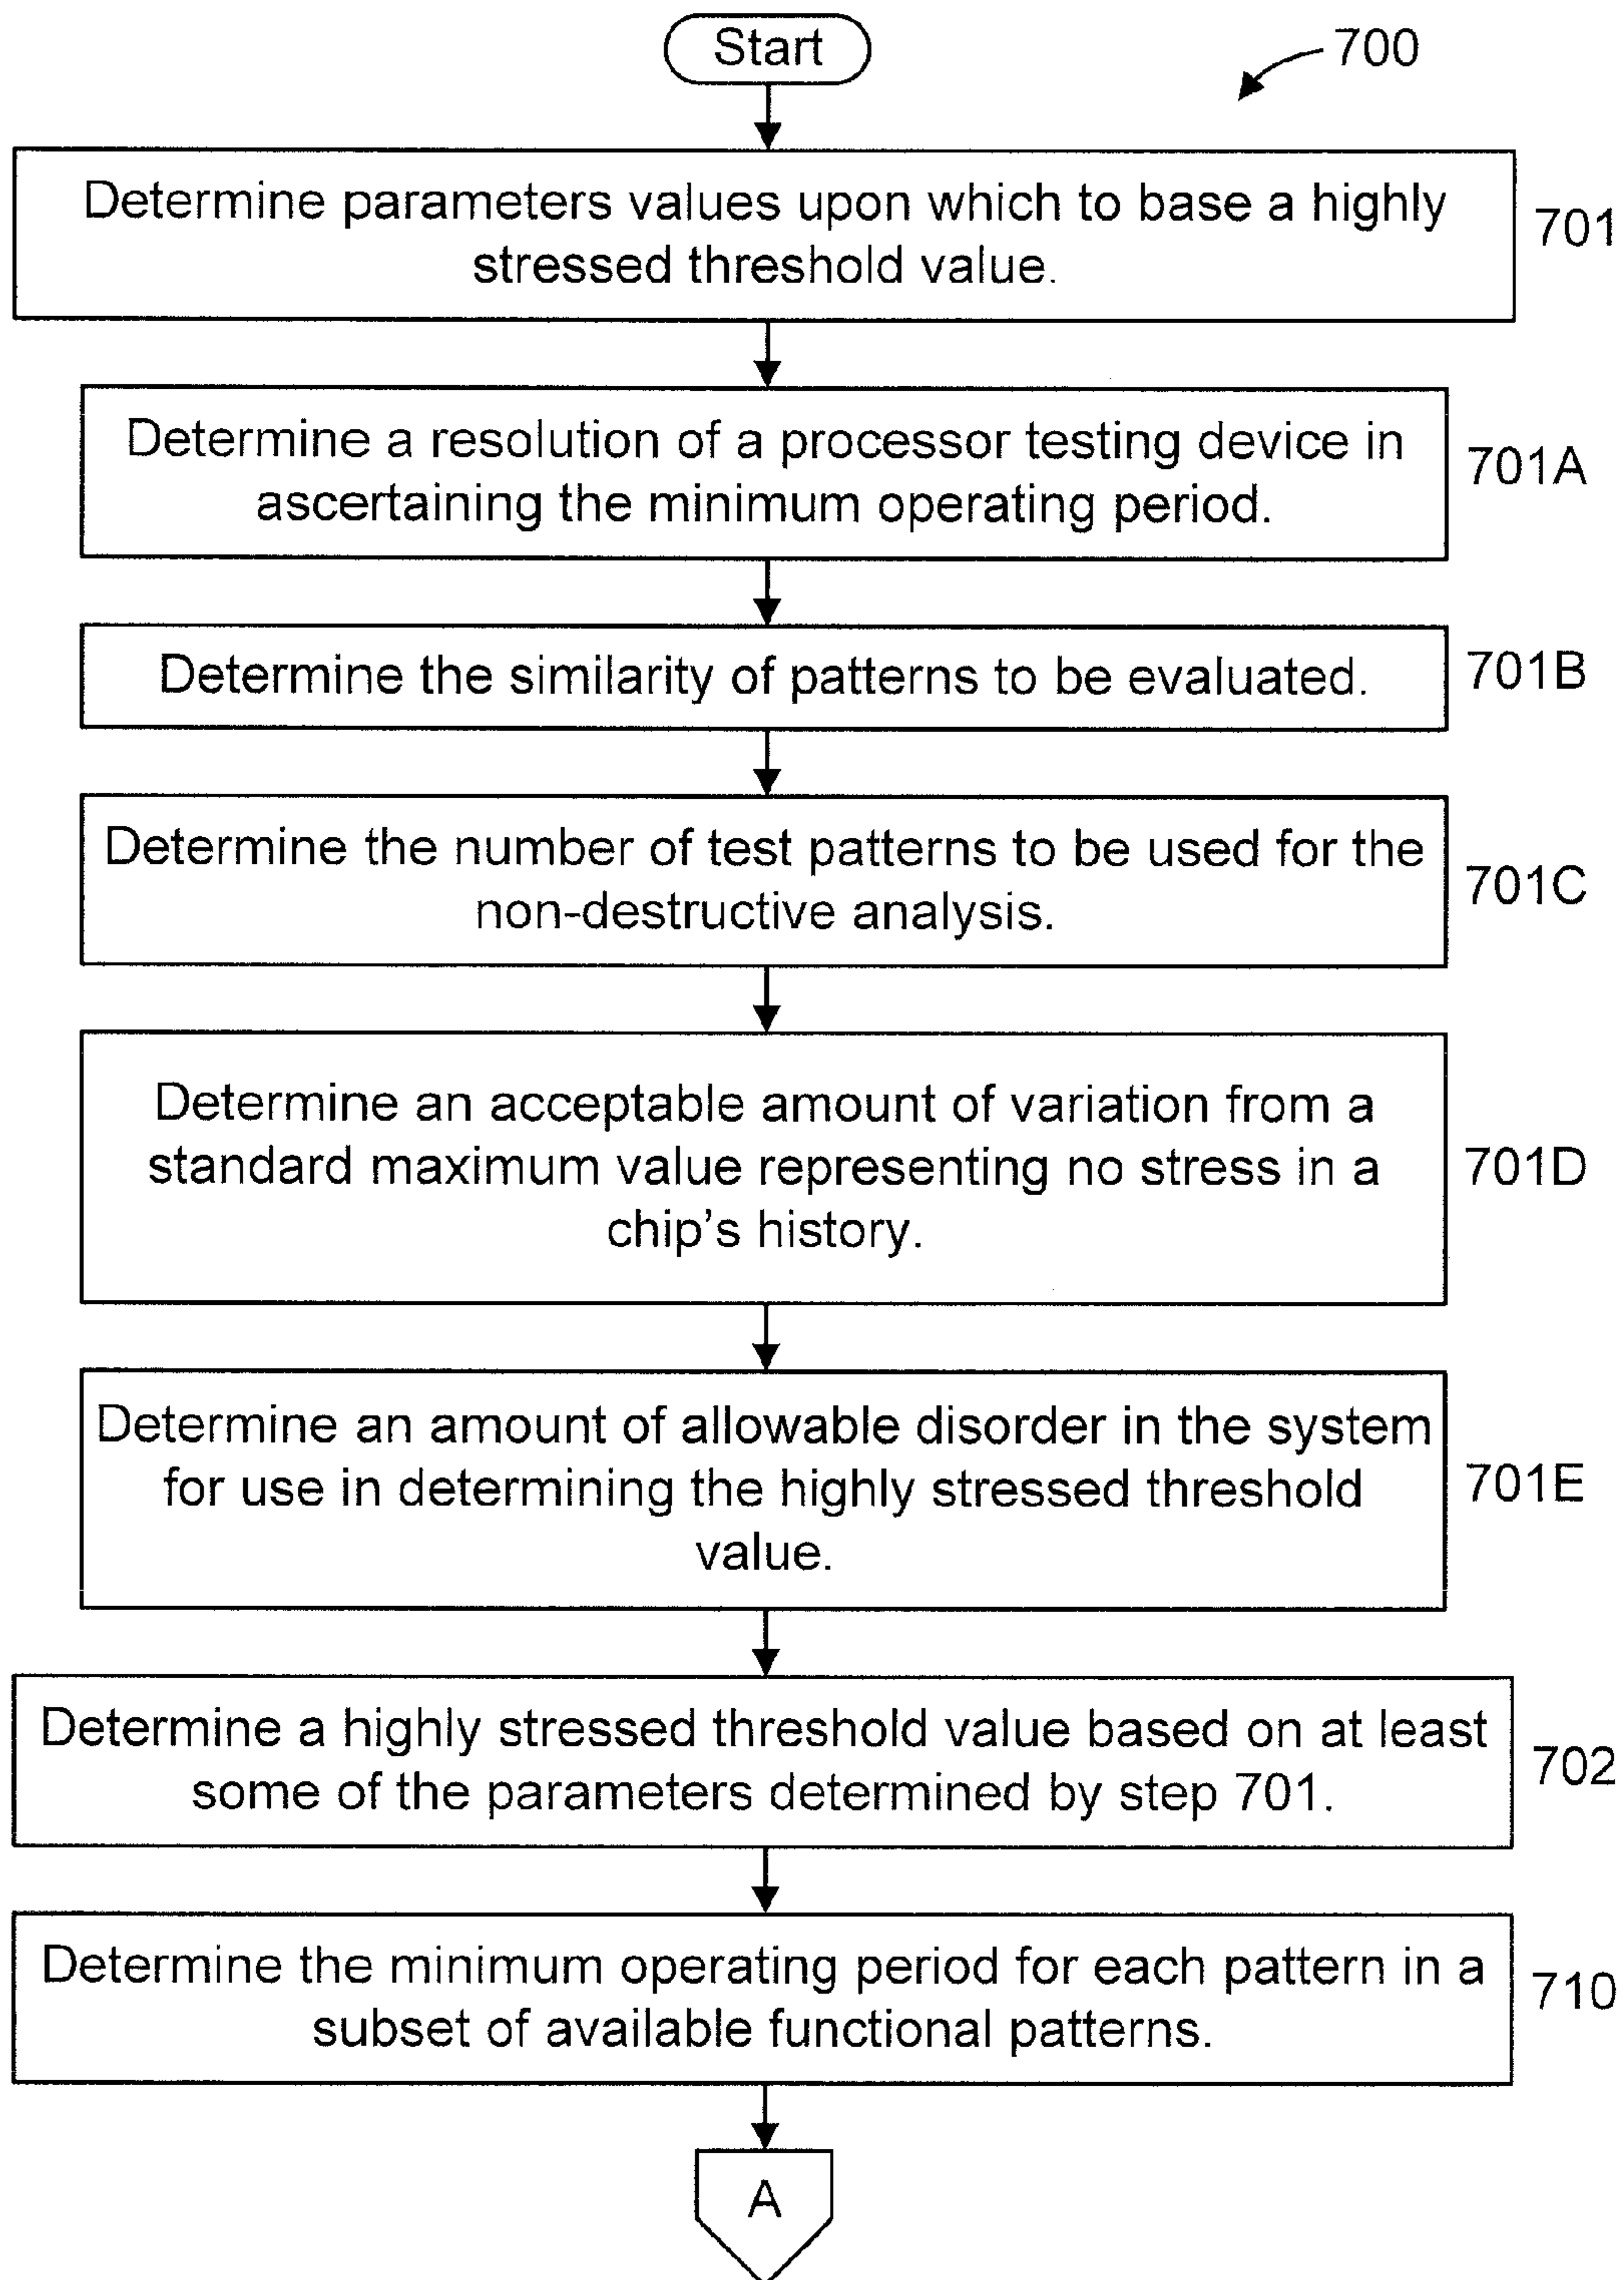 Start
700
Determine parameters values upon which to base a highly
stressed threshold value.
701
Determine a resolution of a processor testing device in
ascertaining the minimum operating period.
701A
Determine the similarity of patterns to be evaluated.
701B
Determine the number of test patterns to be used for the
non-destructive analysis.
701C
Determine an acceptable amount of variation from a
standard maximum value representing no stress in a
chip's history.
701D
Determine an amount of allowable disorder in the system
for use in determining the highly stressed threshold
value.
701E
Determine a highly stressed threshold value based on at least
some of the parameters determined by step 701.
702
Determine the minimum operating period for each pattern in a
subset of available functional patterns.
710
A